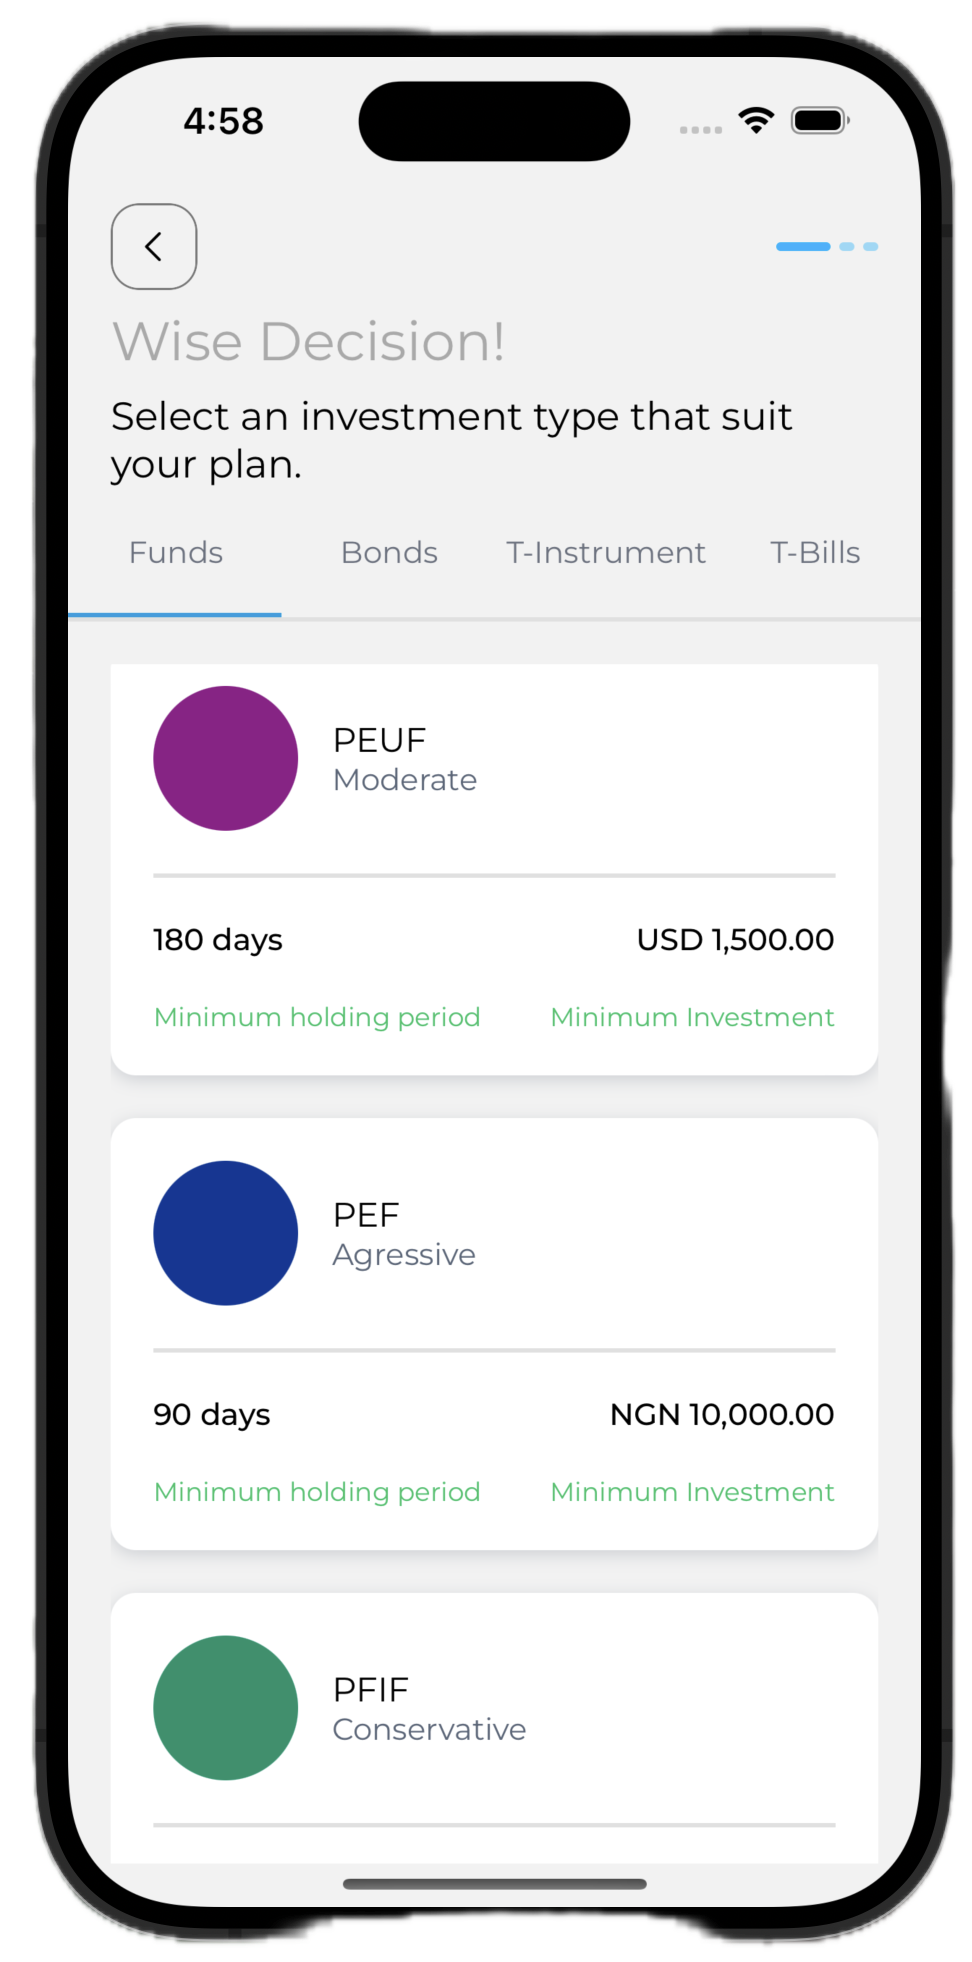 4:58
Wise Decision!
Select an investment type that suit
your plan.
Funds Bonds T-Instrument T-Bills
PEUF
Moderate
180 days USD 1,500.00
Minimum holding period Minimum Investment
PEF
Agressive
90 days NGN 10,000.00
Minimum holding period Minimum Investment
PFIF
Conservative